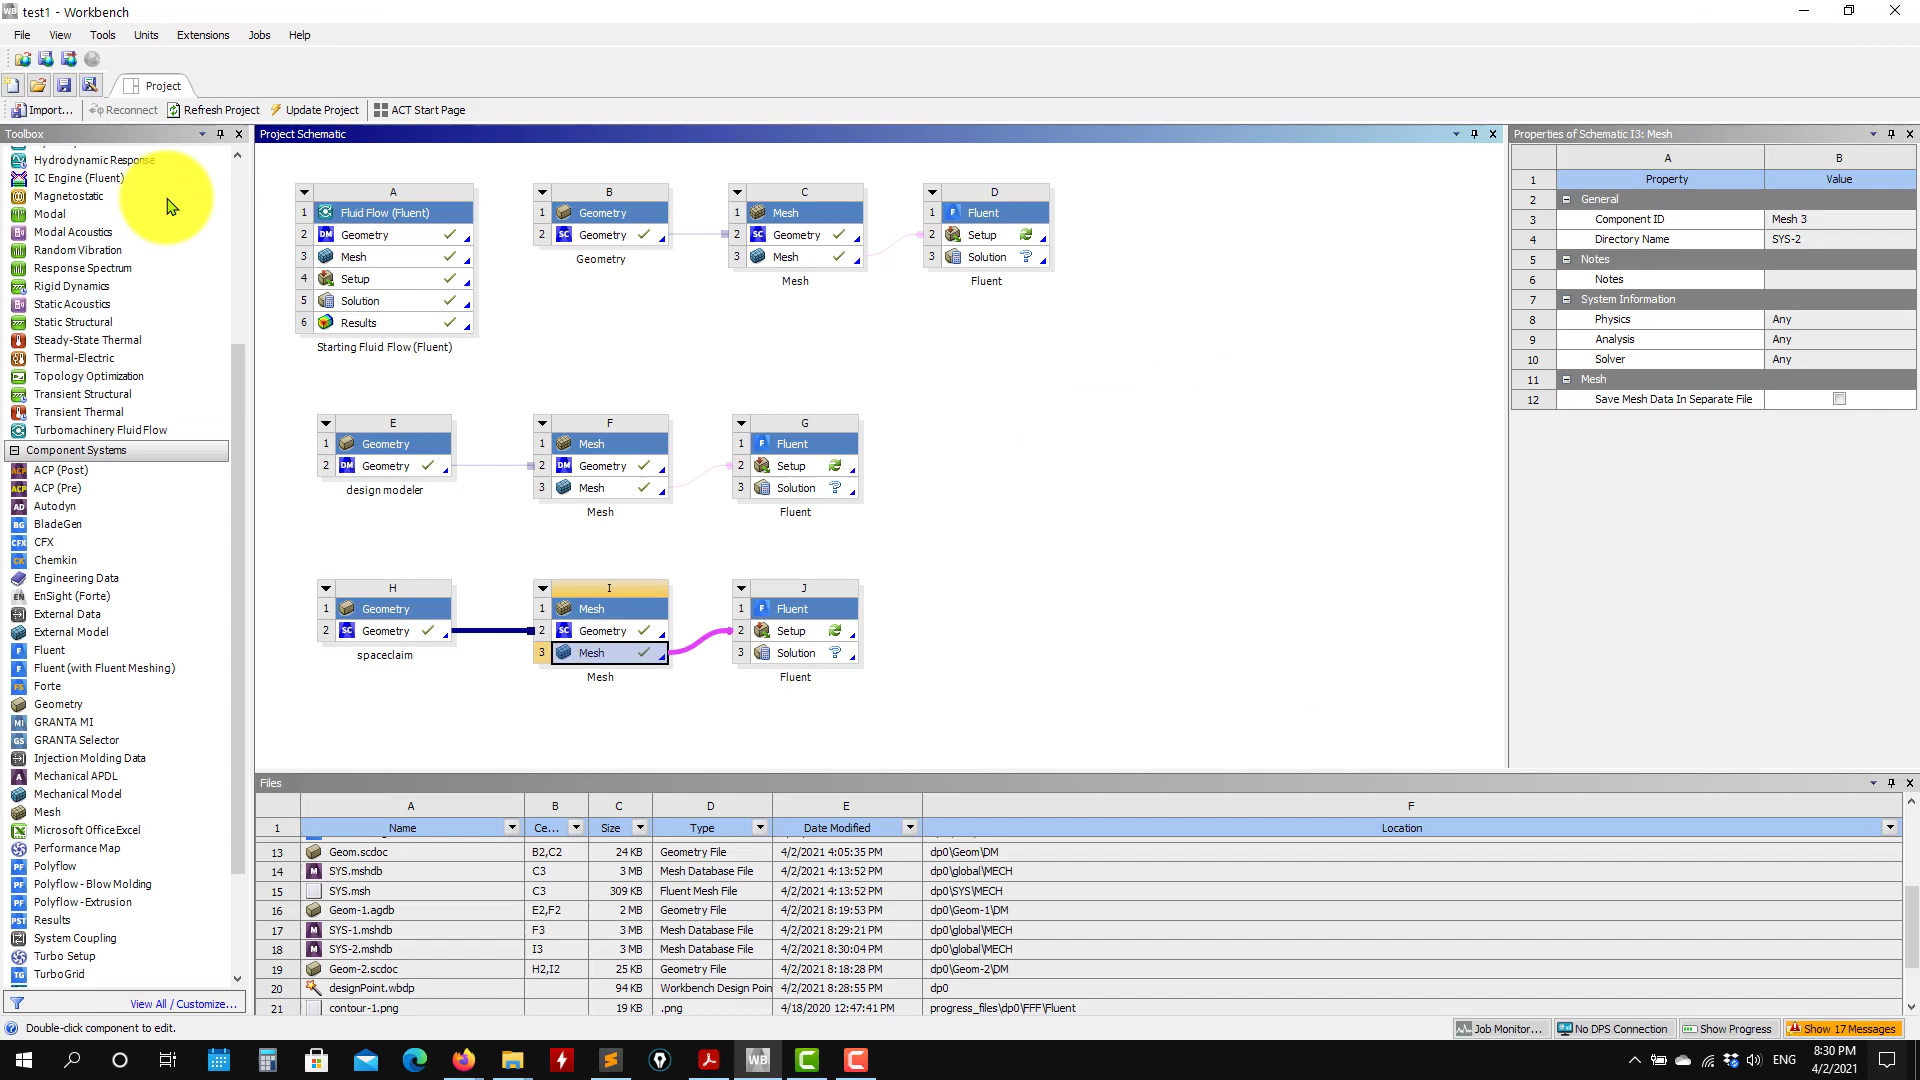 test1 - Workbench
File View Tools Units Extensions Jobs Help
Project
Import... Reconnect Refresh Project Update Project ACT Start Page
Toolbox
Hydrodynamic Response
IC Engine (Fluent)
Magnetostatic
Modal
Modal Acoustics
Random Vibration
Response Spectrum
Rigid Dynamics
Static Acoustics
Static Structural
Steady-State Thermal
Thermal-Electric
Topology Optimization
Transient Structural
Transient Thermal
Turbomachinery Fluid Flow
Component Systems
ACP (Post)
ACP (Pre)
Autodyn
BladeGen
CFX
Chemkin
Engineering Data
EnSight (Forte)
External Data
External Model
Fluent
Fluent (with Fluent Meshing)
Forte
Geometry
GRANTA MI
GRANTA Selector
Injection Molding Data
Mechanical APDL
Mechanical Model
Mesh
Microsoft Office Excel
Performance Map
Polyflow
Polyflow - Blow Molding
Polyflow - Extrusion
Results
System Coupling
Turbo Setup
TurboGrid
View All / Customize...
Project Schematic
A
1 Fluid Flow (Fluent)
2 DM Geometry
3 Mesh
4 Setup
5 Solution
6 Results
Starting Fluid Flow (Fluent)
B
1 Geometry
2 SC Geometry
Geometry
C
1 Mesh
2 SC Geometry
3 Mesh
Mesh
D
1 Fluent
2 Setup
3 Solution
Fluent
E
1 Geometry
2 DM Geometry
design modeler
F
1 Mesh
2 DM Geometry
3 Mesh
Mesh
G
1 Fluent
2 Setup
3 Solution
Fluent
H
1 Geometry
2 SC Geometry
spaceclaim
I
1 Mesh
2 SC Geometry
3 Mesh
Mesh
J
1 Fluent
2 Setup
3 Solution
Fluent
Properties of Schematic I3: Mesh
A B
1 Property Value
2 General
3 Component ID Mesh 3
4 Directory Name SYS-2
5 Notes
6 Notes
7 System Information
8 Physics Any
9 Analysis Any
10 Solver Any
11 Mesh
12 Save Mesh Data In Separate File
Files
A B C D E F
1 Name Ce... Size Type Date Modified Location
13 Geom.scdoc B2,C2 24 KB Geometry File 4/2/2021 4:05:35 PM dp0\Geom\DM
14 SYS.mshdb C3 3 MB Mesh Database File 4/2/2021 4:13:52 PM dp0\global\MECH
15 SYS.msh C3 309 KB Fluent Mesh File 4/2/2021 4:13:52 PM dp0\SYS\MECH
16 Geom-1.agdb E2,F2 2 MB Geometry File 4/2/2021 8:19:53 PM dp0\Geom-1\DM
17 SYS-1.mshdb F3 3 MB Mesh Database File 4/2/2021 8:29:21 PM dp0\global\MECH
18 SYS-2.mshdb I3 3 MB Mesh Database File 4/2/2021 8:30:04 PM dp0\global\MECH
19 Geom-2.scdoc H2,I2 25 KB Geometry File 4/2/2021 8:18:28 PM dp0\Geom-2\DM
20 designPoint.wbdp 94 KB Workbench Design Poin 4/2/2021 8:28:55 PM dp0
21 contour-1.png 19 KB .png 4/18/2020 12:47:41 PM progress_files\dp0\FFF\Fluent
Double-click component to edit.
Job Monitor... No DPS Connection Show Progress Show 17 Messages
ENG
8:30 PM
4/2/2021